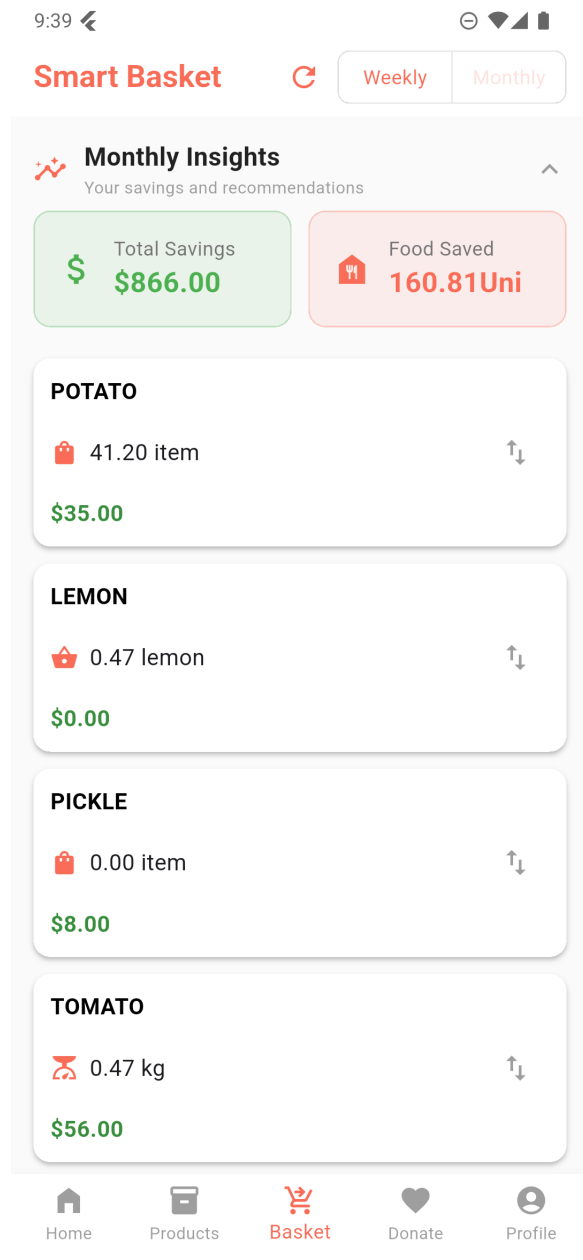 9:39
Smart Basket
Weekly
Monthly
Monthly Insights
Your savings and recommendations
Total Savings
$866.00
Food Saved
160.81Uni
POTATO
41.20 item
$35.00
LEMON
0.47 lemon
$0.00
PICKLE
0.00 item
$8.00
TOMATO
0.47 kg
$56.00
Home
Products
Basket
Donate
Profile